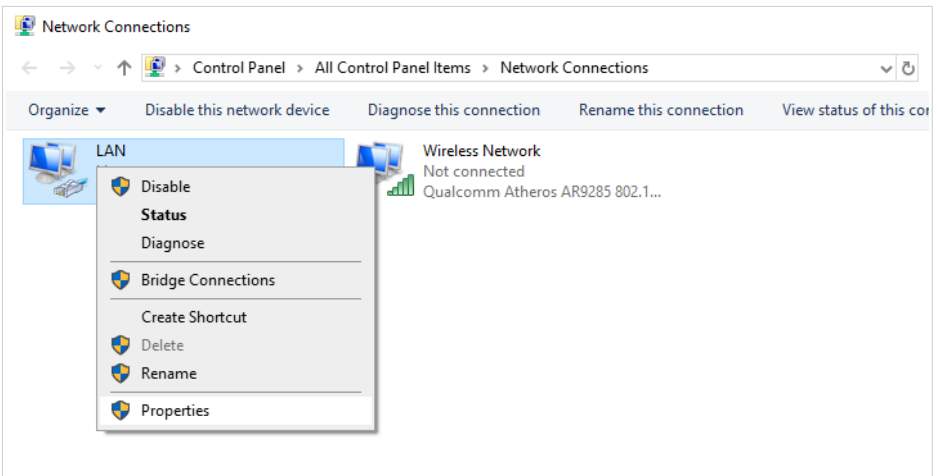 Network Connections
Control Panel > All Control Panel Items > Network Connections
Organize Disable this network device Diagnose this connection Rename this connection View status of this con
LAN
Wireless Network
Not connected
Qualcomm Atheros AR9285 802.1...
Disable
Status
Diagnose
Bridge Connections
Create Shortcut
Delete
Rename
Properties